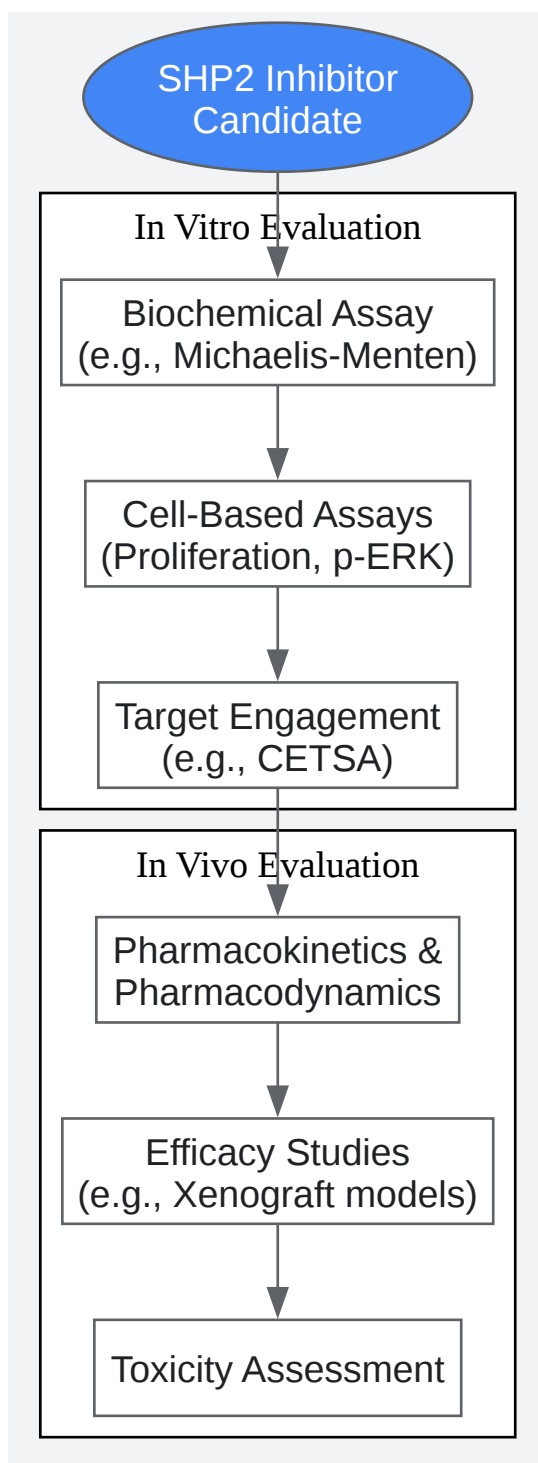 SHP2 Inhibitor
Candidate
In Vitro Evaluation
Biochemical Assay
(e.g., Michaelis-Menten)
Cell-Based Assays
(Proliferation, p-ERK)
Target Engagement
(e.g., CETSA)
In Vivo Evaluation
Pharmacokinetics &
Pharmacodynamics
Efficacy Studies
(e.g., Xenograft models)
Toxicity Assessment